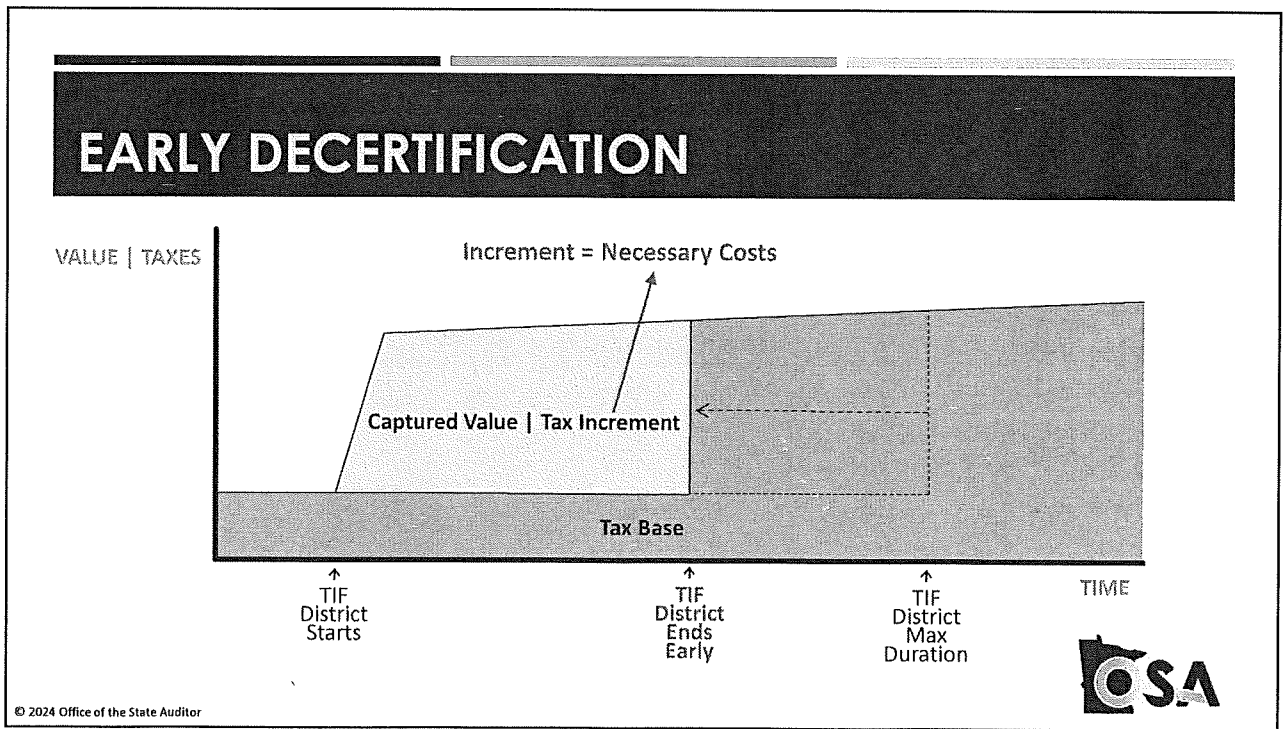 EARLY DECERTIFICATION
VALUE | TAXES
Increment = Necessary Costs
Captured Value | Tax Increment
Tax Base
TIF
District
Starts
TIF
District
Ends
Early
TIF
District
Max
Duration
TIME
OSA
© 2024 Office of the State Auditor